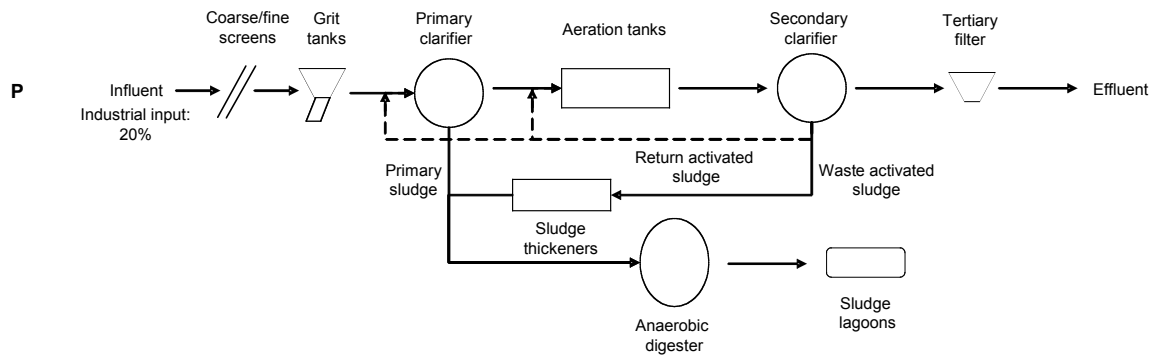 Coarse/fine
screens
Grit
tanks
Primary
clarifier
Aeration tanks
Secondary
clarifier
Tertiary
filter
P
Influent
Industrial input:
20%
Effluent
Primary
sludge
Return activated
sludge
Waste activated
sludge
Sludge
thickeners
Anaerobic
digester
Sludge
lagoons